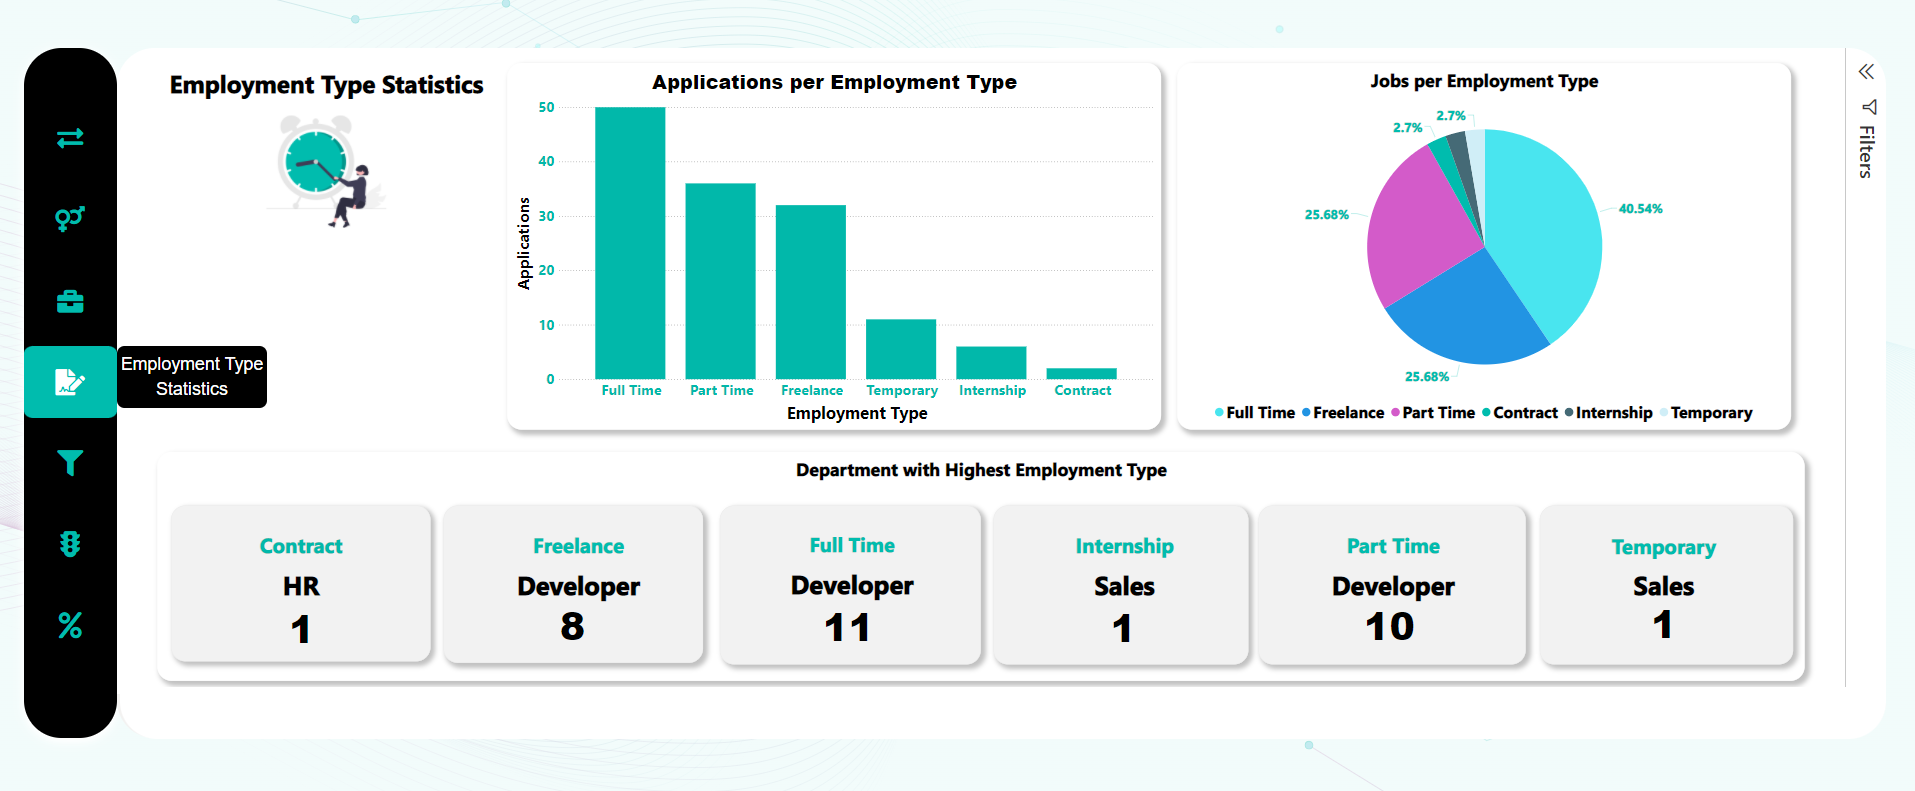 Employment Type Statistics
Employment Type
Statistics
Applications per Employment Type
Applications
50
40
30
20
10
0
Full Time Part Time Freelance Temporary Internship Contract
Employment Type
Jobs per Employment Type
2.7%
2.7%
25.68%
40.54%
25.68%
Full Time Freelance Part Time Contract Internship Temporary
Filters
Department with Highest Employment Type
Contract
HR
1
Freelance
Developer
8
Full Time
Developer
11
Internship
Sales
1
Part Time
Developer
10
Temporary
Sales
1